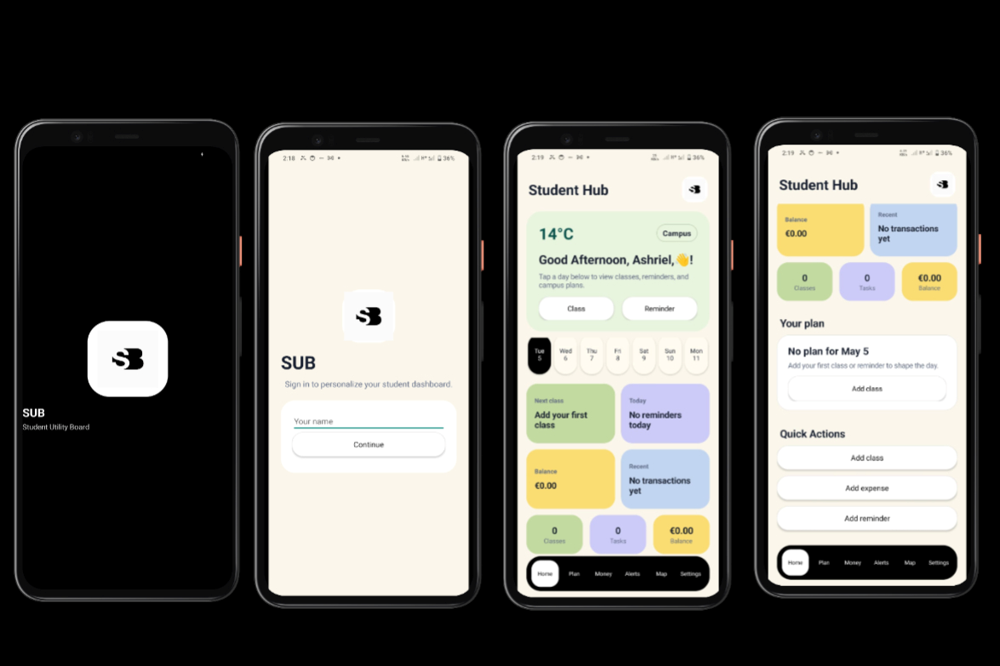 SUB
Student Utility Board
2:18
36%
SB
SUB
Sign in to personalize your student dashboard.
Your name
Continue
2:19
36%
Student Hub
SB
14°C
Campus
Good Afternoon, Ashriel,👋!
Tap a day below to view classes, reminders, and
campus plans.
Class
Reminder
Tue
5
Wed
6
Thu
7
Fri
8
Sat
9
Sun
10
Mon
11
Next class
Add your first
class
Today
No reminders
today
Balance
€0.00
Recent
No transactions
yet
0
Classes
0
Tasks
€0.00
Balance
Home
Plan
Money
Alerts
Map
Settings
2:19
36%
Student Hub
SB
Balance
€0.00
Recent
No transactions
yet
0
Classes
0
Tasks
€0.00
Balance
Your plan
No plan for May 5
Add your first class or reminder to shape the day.
Add class
Quick Actions
Add class
Add expense
Add reminder
Home
Plan
Money
Alerts
Map
Settings